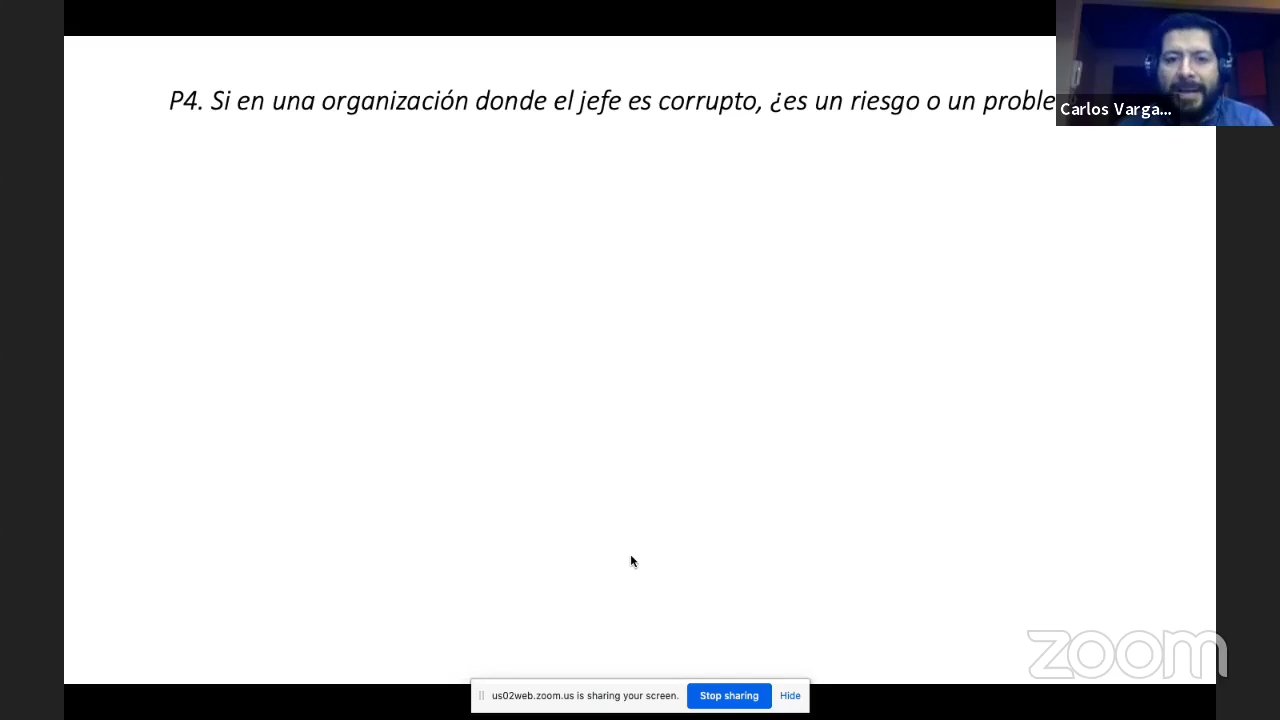 P4. Si en una organización donde el jefe es corrupto, ¿es un riesgo o un proble
Carlos Varga...
zoom
us02web.zoom.us is sharing your screen. Stop sharing Hide